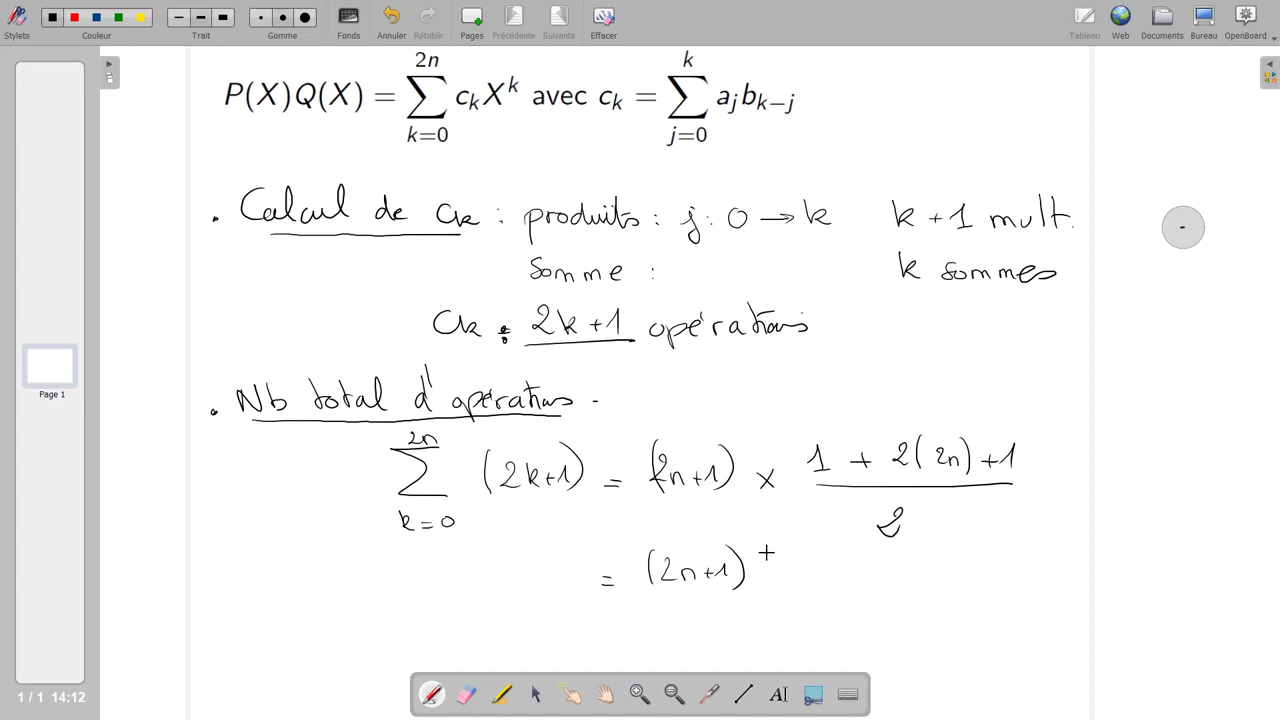 Stylets Couleur Trait Gomme Fonds Annuler Rétablir Pages Précédente Suivante Effacer Tableau Web Documents Bureau OpenBoard
P(X)Q(X) = ∑_{k=0}^{2n} c_k X^k avec c_k = ∑_{j=0}^{k} a_j b_{k-j}
. Calcul de ck : produits : j : 0 → k k + 1 mult.
Somme : k sommes
ck : 2k+1 opérations
. Nb total d'opérations -
∑_{k=0}^{2n} (2k+1) = (2n+1) × (1 + 2(2n)+1)/2
= (2n+1)^+
Page 1
1 / 1 14:12
AI